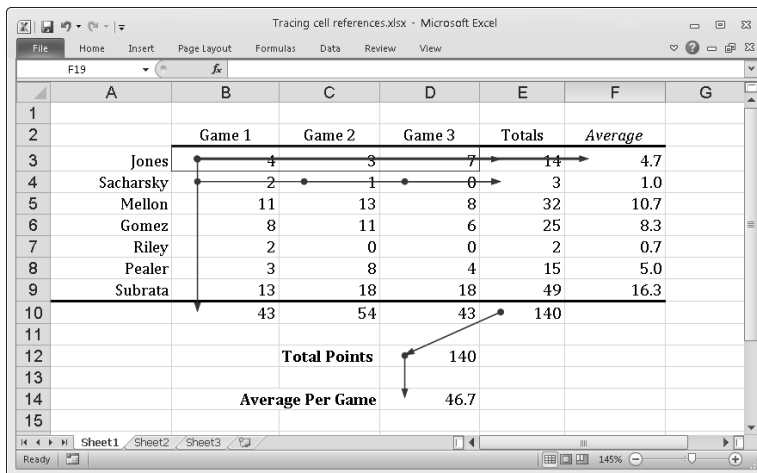 Tracing cell references.xlsx - Microsoft Excel
File Home Insert Page Layout Formulas Data Review View
F19 fx
A B C D E F G
1
2 Game 1 Game 2 Game 3 Totals Average
3 Jones 4 3 7 14 4.7
4 Sacharsky 2 1 0 3 1.0
5 Mellon 11 13 8 32 10.7
6 Gomez 8 11 6 25 8.3
7 Riley 2 0 0 2 0.7
8 Pealer 3 8 4 15 5.0
9 Subrata 13 18 18 49 16.3
10 43 54 43 140
11
12 Total Points 140
13
14 Average Per Game 46.7
15
Sheet1 Sheet2 Sheet3
Ready 145%